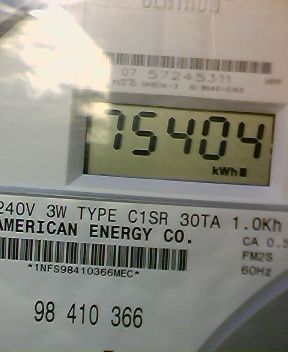 CENTRON
07 57245311
75404
kWh
240V 3W TYPE C1SR 30TA 1.0Kh
AMERICAN ENERGY CO.
CA 0.5
*1NFS98410366MEC*
FM2S
60Hz
98 410 366